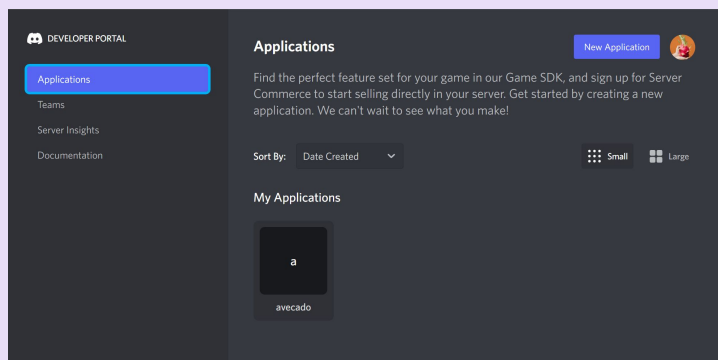 DEVELOPER PORTAL
Applications
Teams
Server Insights
Documentation
Applications
New Application
Find the perfect feature set for your game in our Game SDK, and sign up for Server
Commerce to start selling directly in your server. Get started by creating a new
application. We can't wait to see what you make!
Sort By: Date Created
Small Large
My Applications
a
avecado